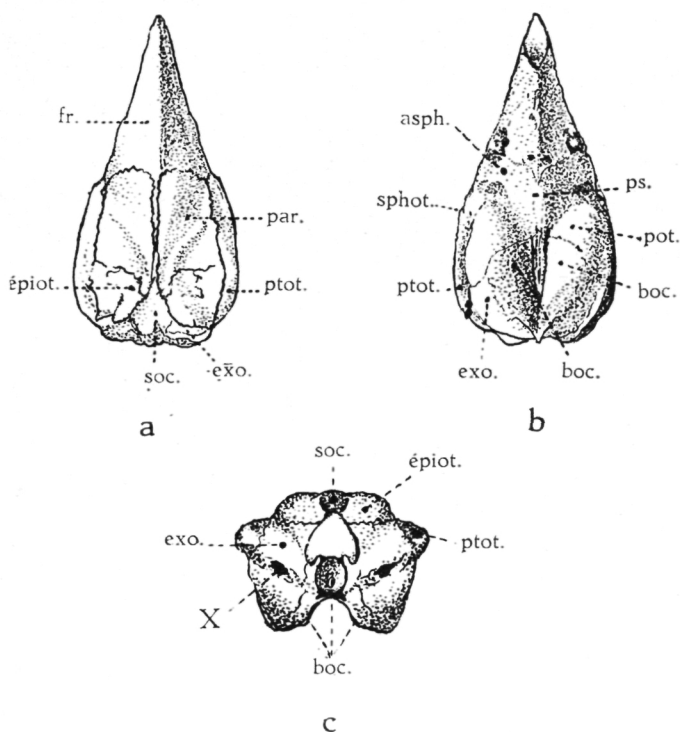 fr.
par.
épiot.
ptot.
soc.
exo.
a
asph.
sphot.
ps.
pot.
ptot.
boc.
exo.
boc.
b
soc.
épiot.
exo.
ptot.
X
boc.
c